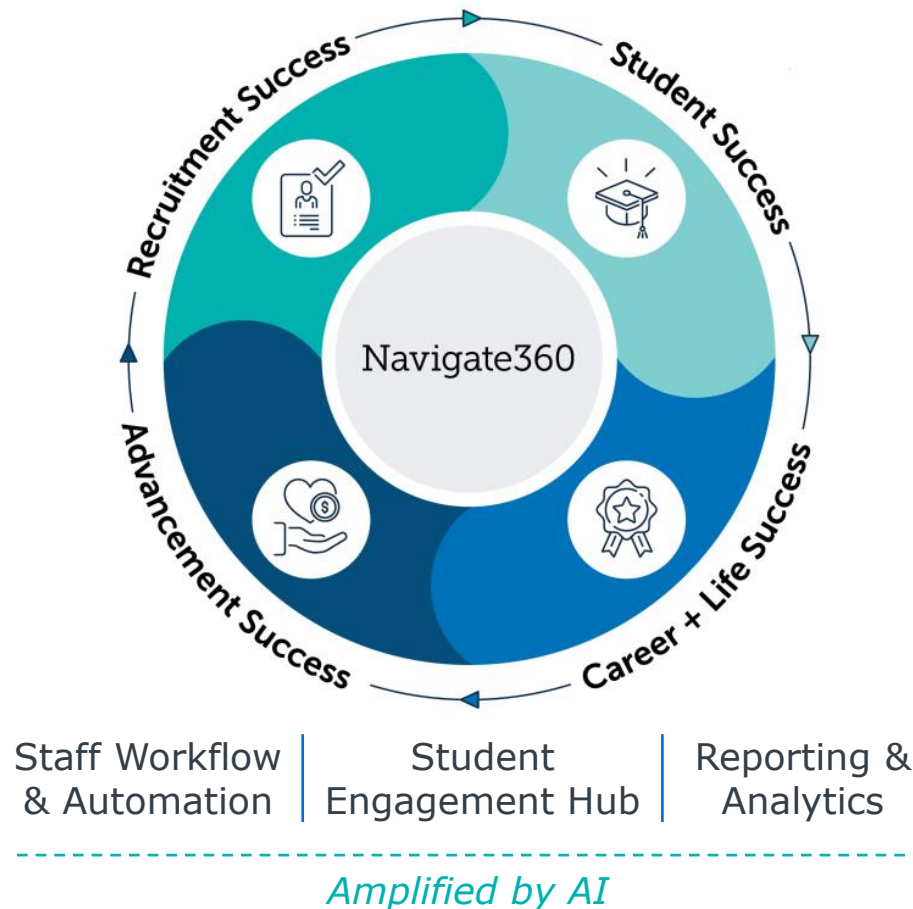 Recruitment Success
Student Success
Navigate360
$
Advancement Success
Career + Life Success
Staff Workflow
& Automation
Student
Engagement Hub
Reporting &
Analytics
Amplified by AI